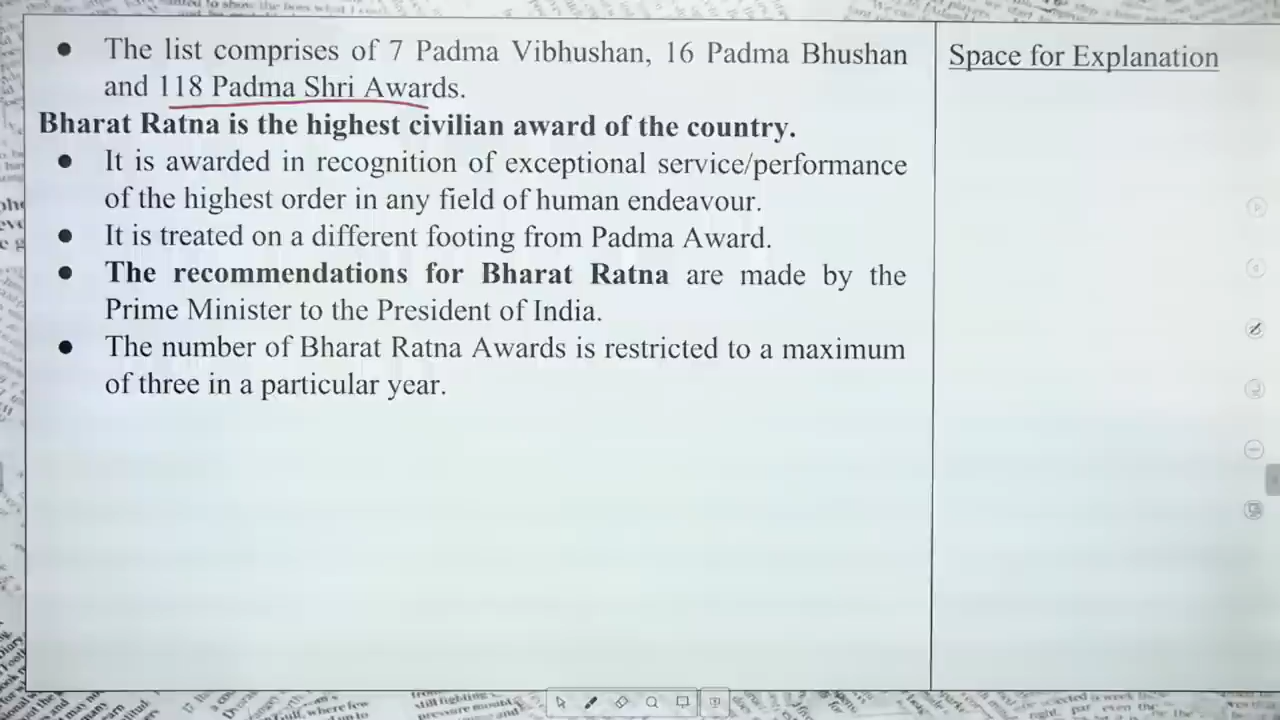 The list comprises of 7 Padma Vibhushan, 16 Padma Bhushan
and 118 Padma Shri Awards.
Bharat Ratna is the highest civilian award of the country.
It is awarded in recognition of exceptional service/performance
of the highest order in any field of human endeavour.
It is treated on a different footing from Padma Award.
The recommendations for Bharat Ratna are made by the
Prime Minister to the President of India.
The number of Bharat Ratna Awards is restricted to a maximum
of three in a particular year.
Space for Explanation